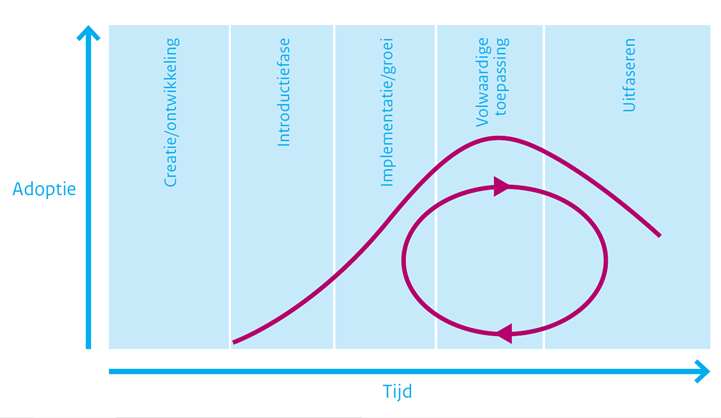 Creatie/ontwikkeling
Introductiefase
Implementatie/groei
Volwaardige
toepassing
Uitfaseren
Adoptie
Tijd